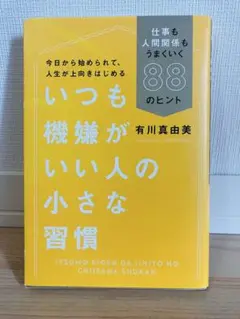 今日から始められて、
人生が上向きはじめる
仕事も
人間関係も
うまくいく
88
のヒント
いつも
機嫌が
いい人の
小さな
習慣
有川真由美
ITSUMO KIGEN GA IIHITO NO
CHIISANA SHUKAN